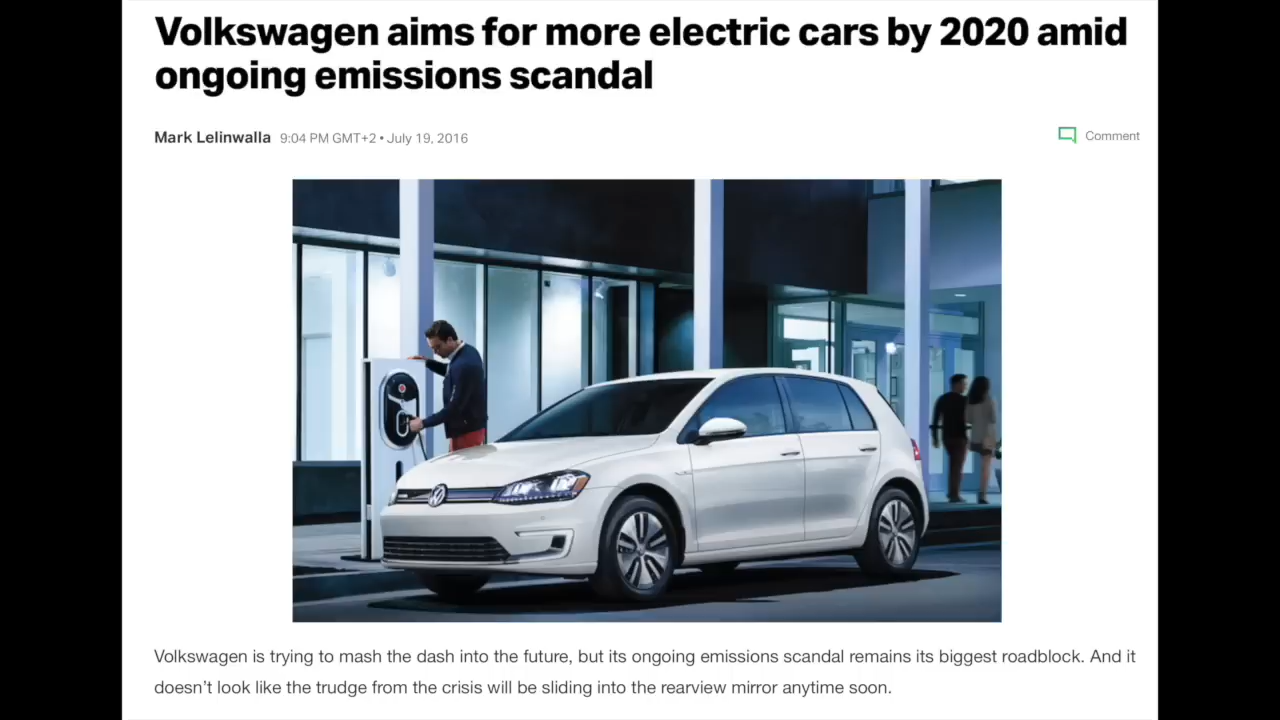 Volkswagen aims for more electric cars by 2020 amid
ongoing emissions scandal
Mark Lelinwalla 9:04 PM GMT+2 • July 19, 2016
Comment
Volkswagen is trying to mash the dash into the future, but its ongoing emissions scandal remains its biggest roadblock. And it
doesn’t look like the trudge from the crisis will be sliding into the rearview mirror anytime soon.